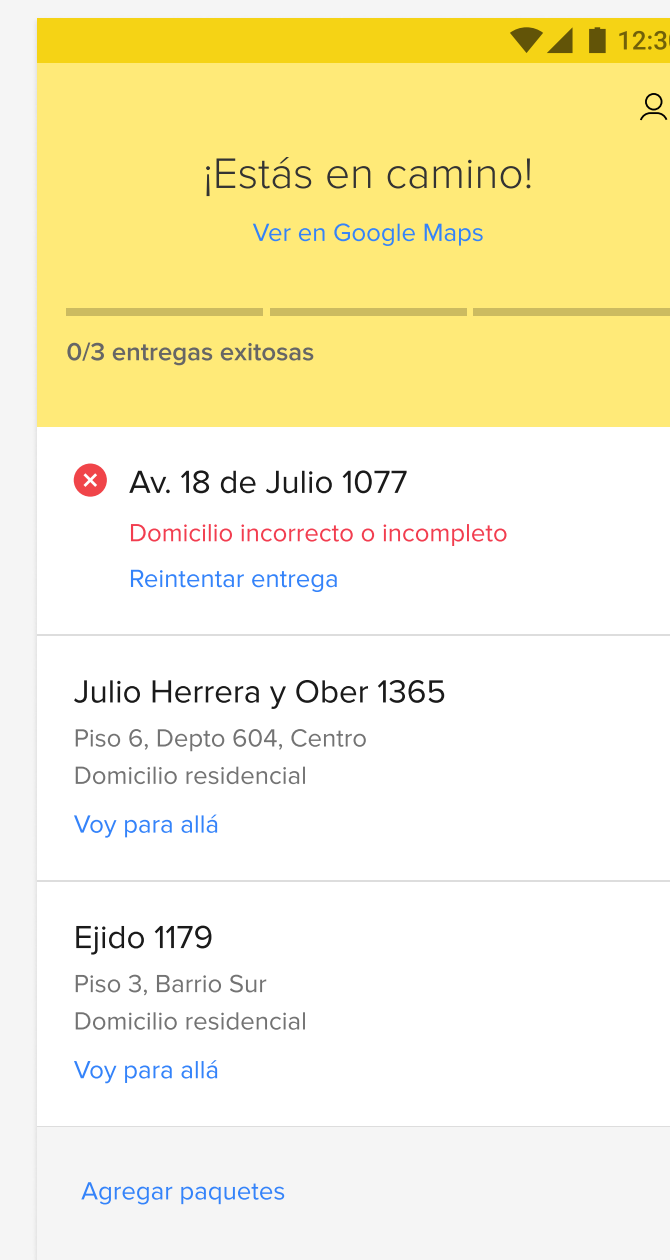 ¡Estás en camino!
Ver en Google Maps
0/3 entregas exitosas
Av. 18 de Julio 1077
Domicilio incorrecto o incompleto
Reintentar entrega
Julio Herrera y Ober 1365
Piso 6, Depto 604, Centro
Domicilio residencial
Voy para allá
Ejido 1179
Piso 3, Barrio Sur
Domicilio residencial
Voy para allá
Agregar paquetes